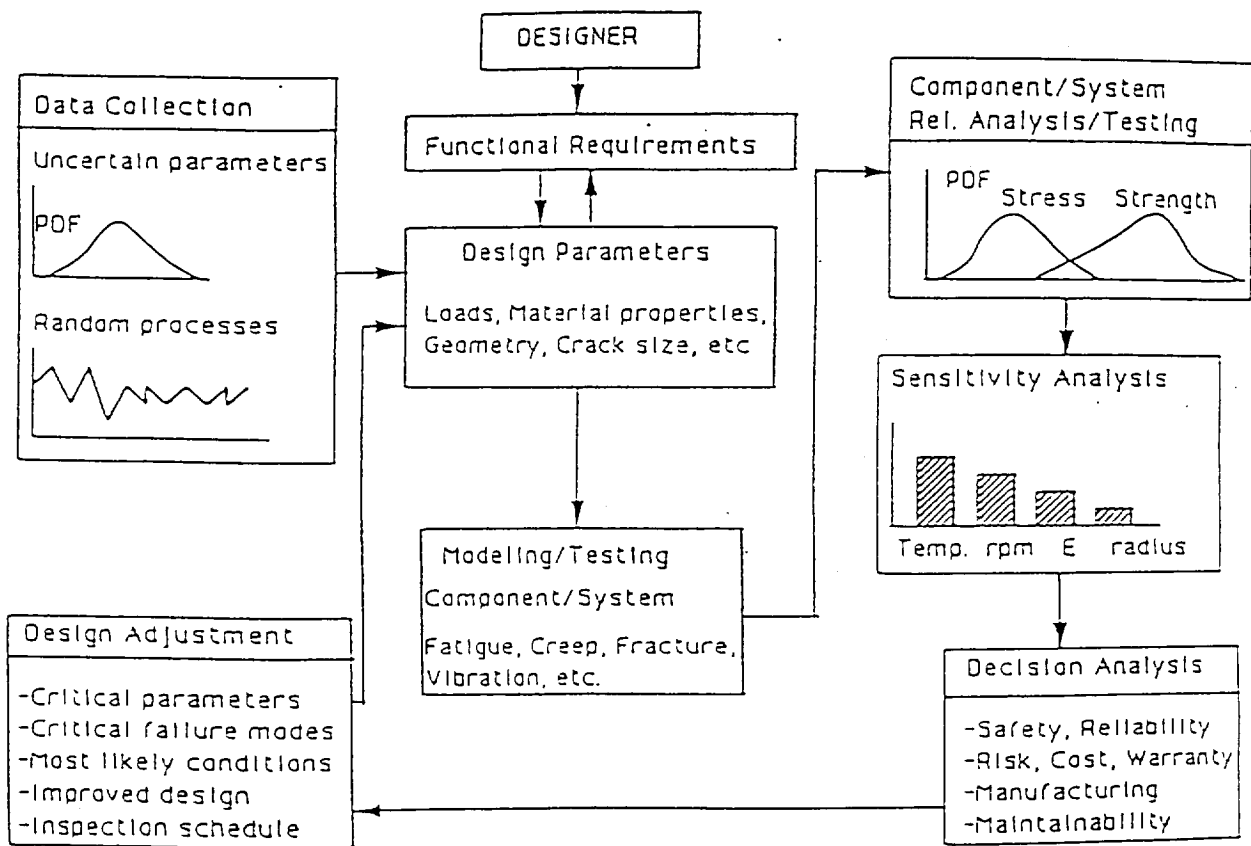 DESIGNER
Functional Requirements
Data Collection
Uncertain parameters
PDF
Random processes
Design Parameters
Loads, Material properties,
Geometry, Crack size, etc
Modeling/Testing
Component/System
Fatigue, Creep, Fracture,
Vibration, etc.
Component/System
Rel. Analysis/Testing
PDF
Stress Strength
Sensitivity Analysis
Temp. rpm E radius
Decision Analysis
-Safety, Reliability
-Risk, Cost, Warranty
-Manufacturing
-Maintainability
Design Adjustment
-Critical parameters
-Critical failure modes
-Most likely conditions
-Improved design
-Inspection schedule